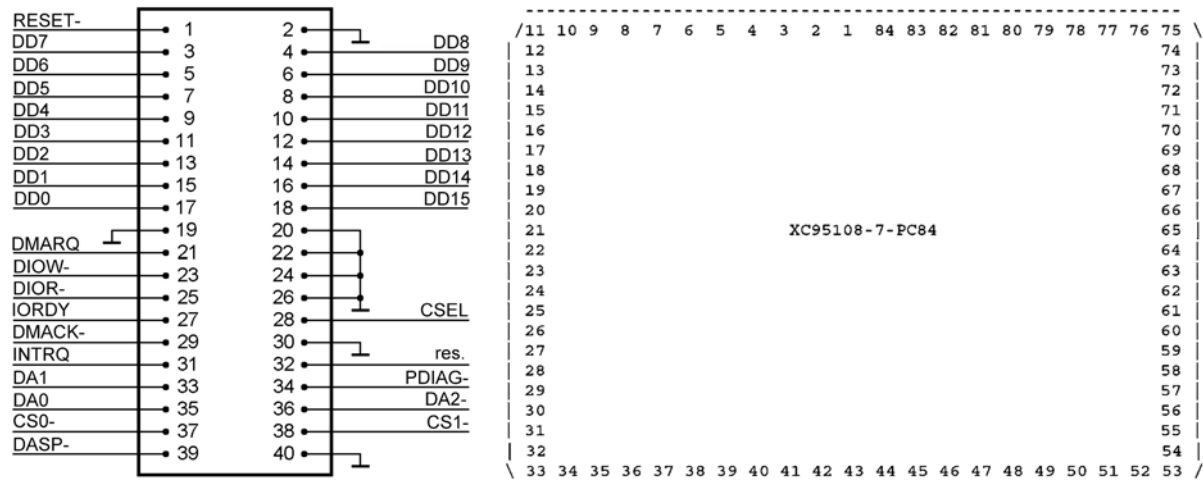 RESET- 1 2
DD7 3 4 DD8
DD6 5 6 DD9
DD5 7 8 DD10
DD4 9 10 DD11
DD3 11 12 DD12
DD2 13 14 DD13
DD1 15 16 DD14
DD0 17 18 DD15
19 20
DMARQ 21 22
DIOW- 23 24
DIOR- 25 26
IORDY 27 28 CSEL
DMACK- 29 30
INTRQ 31 32 res.
DA1 33 34 PDIAG-
DA0 35 36 DA2-
CS0- 37 38 CS1-
DASP- 39 40
--------------------------------------------------------------
/11 10 9 8 7 6 5 4 3 2 1 84 83 82 81 80 79 78 77 76 75 \
| 12 74 |
| 13 73 |
| 14 72 |
| 15 71 |
| 16 70 |
| 17 69 |
| 18 68 |
| 19 67 |
| 20 66 |
| 21 XC95108-7-PC84 65 |
| 22 64 |
| 23 63 |
| 24 62 |
| 25 61 |
| 26 60 |
| 27 59 |
| 28 58 |
| 29 57 |
| 30 56 |
| 31 55 |
| 32 54 |
\ 33 34 35 36 37 38 39 40 41 42 43 44 45 46 47 48 49 50 51 52 53 /